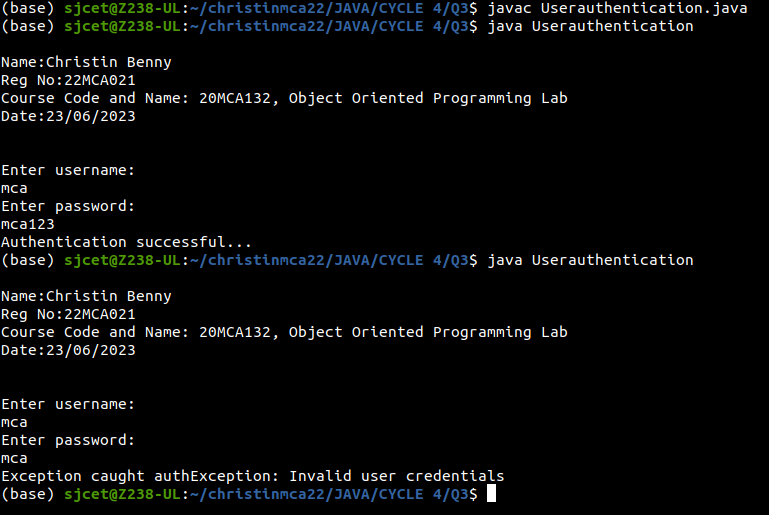 (base) sjcet@Z238-UL:~/christinmca22/JAVA/CYCLE 4/Q3$ javac Userauthentication.java
(base) sjcet@Z238-UL:~/christinmca22/JAVA/CYCLE 4/Q3$ java Userauthentication
Name:Christin Benny
Reg No:22MCA021
Course Code and Name: 20MCA132, Object Oriented Programming Lab
Date:23/06/2023
Enter username:
mca
Enter password:
mca123
Authentication successful...
(base) sjcet@Z238-UL:~/christinmca22/JAVA/CYCLE 4/Q3$ java Userauthentication
Name:Christin Benny
Reg No:22MCA021
Course Code and Name: 20MCA132, Object Oriented Programming Lab
Date:23/06/2023
Enter username:
mca
Enter password:
mca
Exception caught authException: Invalid user credentials
(base) sjcet@Z238-UL:~/christinmca22/JAVA/CYCLE 4/Q3$